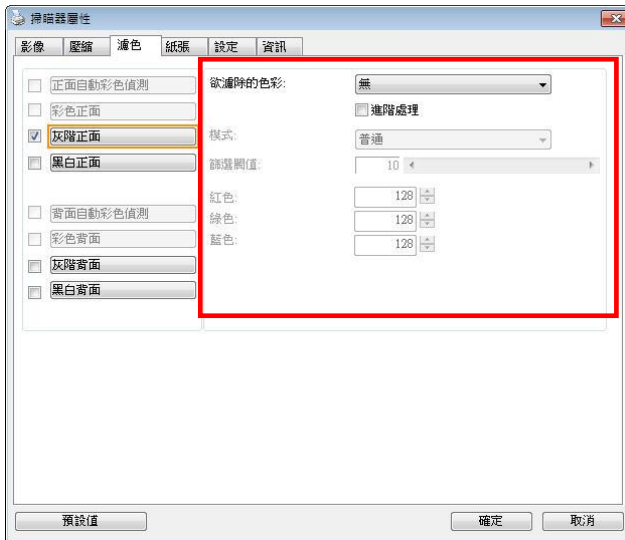 掃瞄器屬性
影像 壓縮 濾色 紙張 設定 資訊
正面自動彩色偵測
彩色正面
灰階正面
黑白正面
背面自動彩色偵測
彩色背面
灰階背面
黑白背面
欲濾除的色彩: 無
進階處理
模式: 普通
篩選閥值: 10
紅色: 128
綠色: 128
藍色: 128
預設值 確定 取消